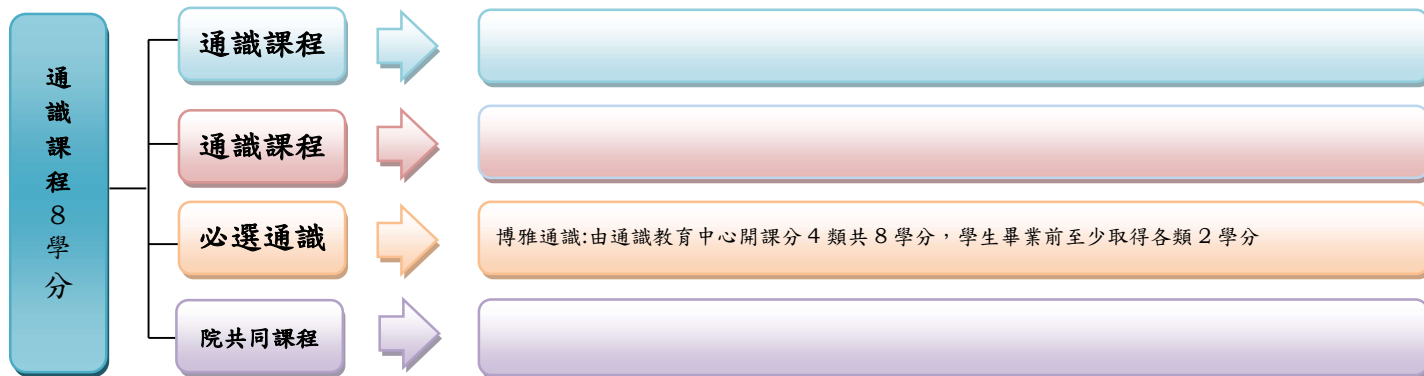 通識課程8學分
通識課程
通識課程
必選通識
博雅通識:由通識教育中心開課分4類共8學分，學生畢業前至少取得各類2學分
院共同課程